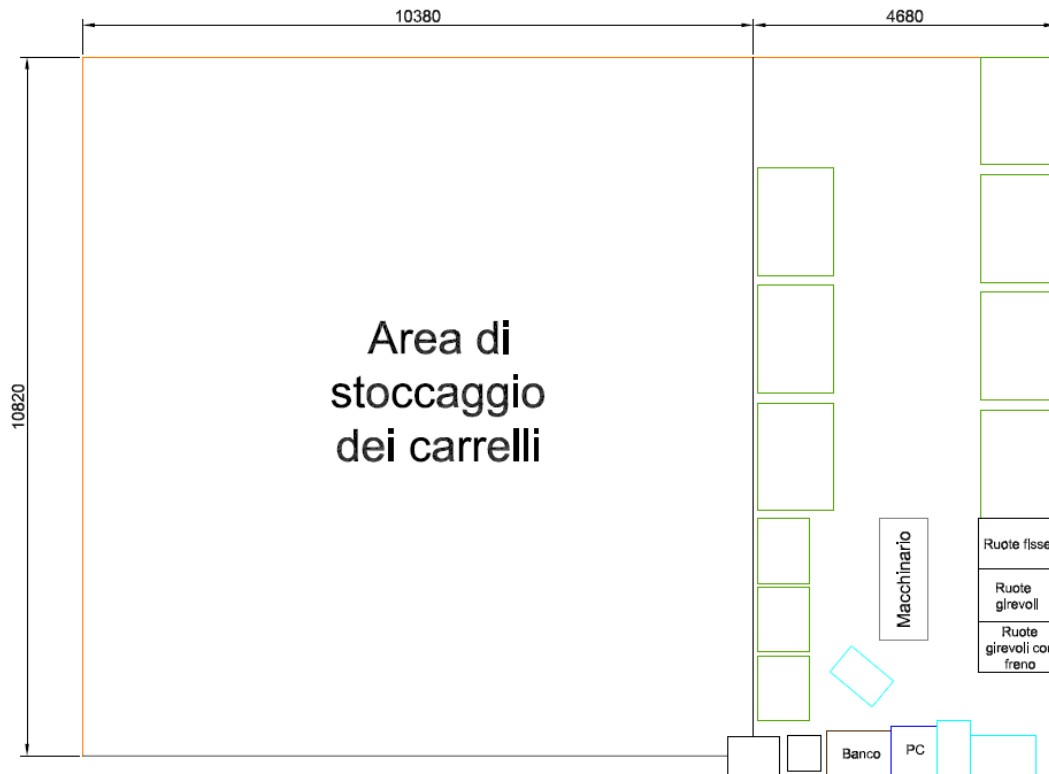 10380
4680
10820
Area di
stoccaggio
dei carrelli
Macchinario
Ruote fisse
Ruote
girevoli
Ruote
girevoli con
freno
Banco
PC